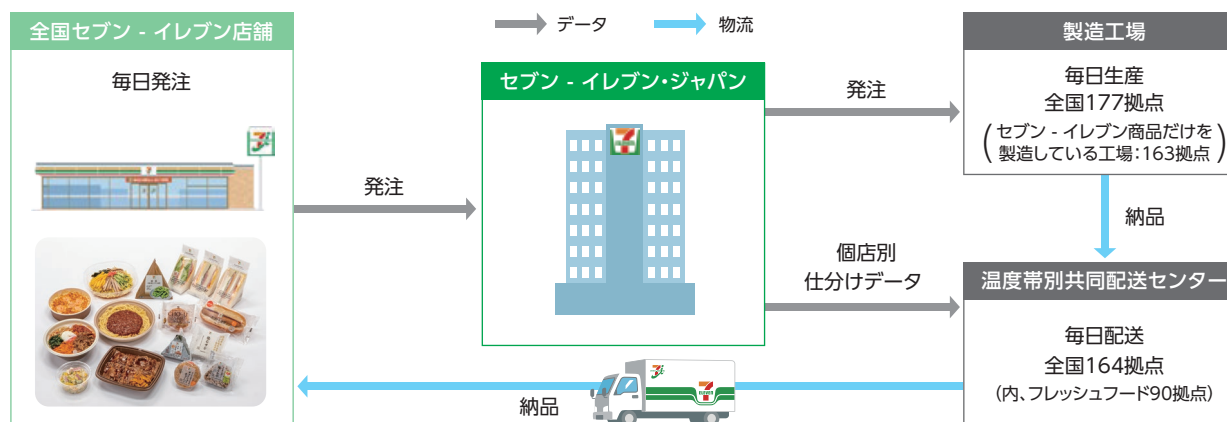 全国セブン - イレブン店舗
毎日発注
データ
物流
発注
セブン - イレブン・ジャパン
発注
個店別
仕分けデータ
製造工場
毎日生産
全国177拠点
(セブン - イレブン商品だけを
製造している工場:163拠点)
納品
温度帯別共同配送センター
毎日配送
全国164拠点
(内、フレッシュフード90拠点)
納品